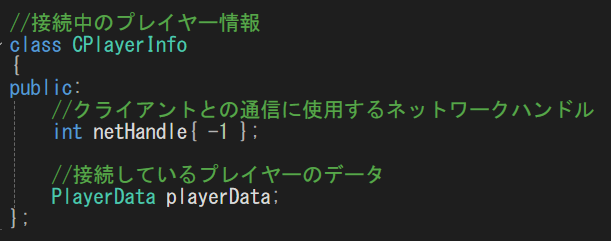 //接続中のプレイヤー情報
class CPlayerInfo
{
public:
//クライアントとの通信に使用するネットワークハンドル
int netHandle{ -1 };
//接続しているプレイヤーのデータ
PlayerData playerData;
};